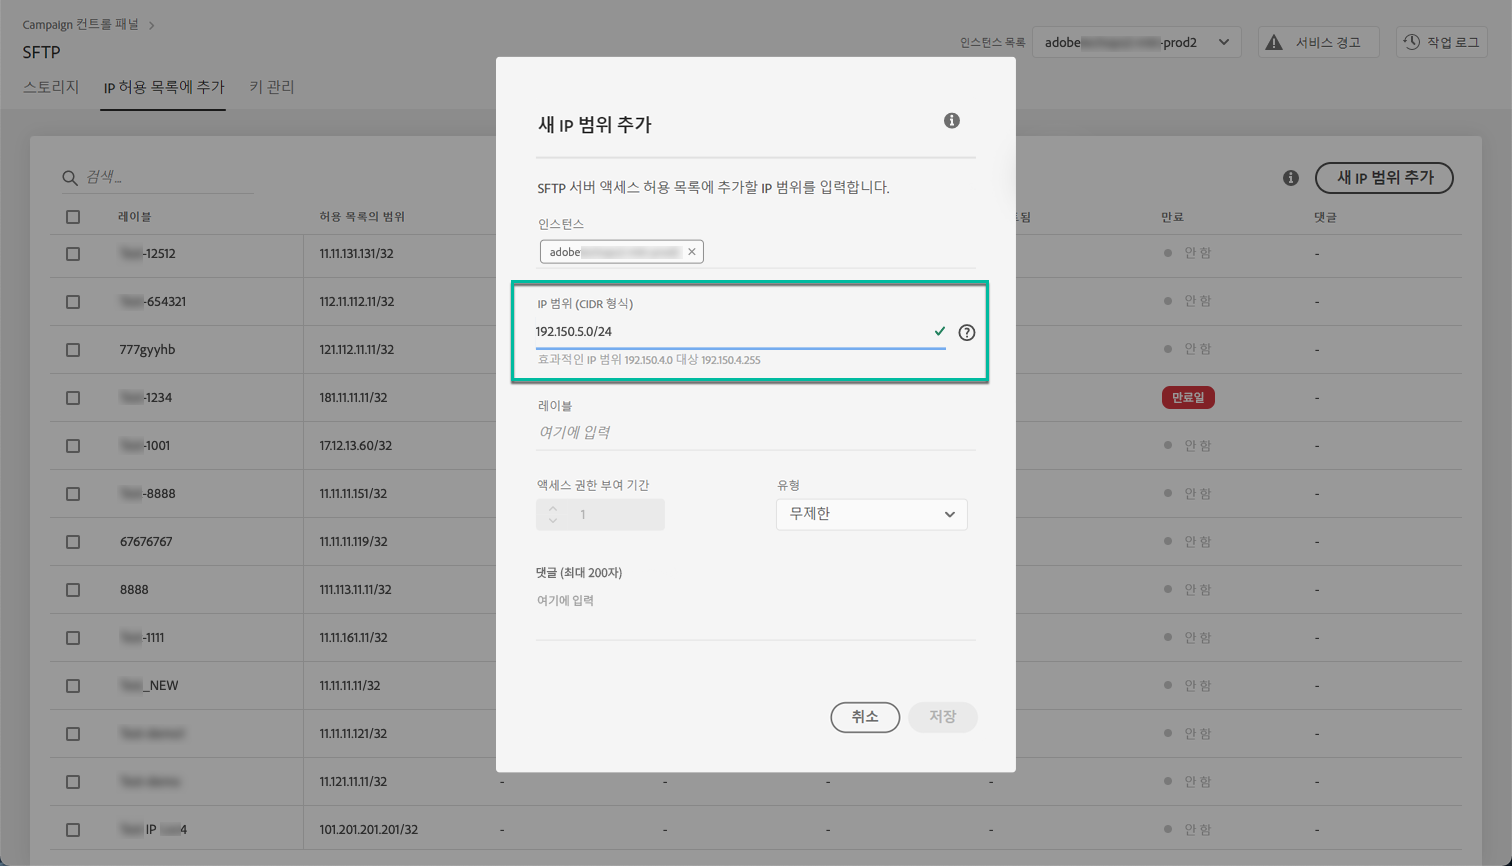 Campaign 컨트롤 패널 >
SFTP
인스턴스 목록
adobe
-prod2
서비스 경고
작업 로그
스토리지
IP 허용 목록에 추가
키 관리
검색...
새 IP 범위 추가
레이블
허용 목록의 범위
만료
댓글
-12512
11.11.131.131/32
안 함
-
-654321
112.11.112.11/32
안 함
-
777gyyhb
121.112.11.11/32
안 함
-
-1234
181.11.11.11/32
만료일
-
-1001
17.12.13.60/32
안 함
-
-8888
11.11.11.151/32
안 함
-
67676767
11.11.11.119/32
안 함
-
8888
111.113.11.11/32
안 함
-
-1111
11.11.161.11/32
안 함
-
_NEW
11.11.11.11/32
안 함
-
11.11.11.121/32
안 함
-
11.121.11.11/32
-
-
-
-
안 함
-
IP
4
101.201.201.201/32
-
-
-
-
안 함
-
새 IP 범위 추가
SFTP 서버 액세스 허용 목록에 추가할 IP 범위를 입력합니다.
인스턴스
adobe
IP 범위 (CIDR 형식)
192.150.5.0/24
효과적인 IP 범위 192.150.4.0 대상 192.150.4.255
레이블
여기에 입력
액세스 권한 부여 기간
유형
1
무제한
댓글 (최대 200자)
여기에 입력
취소
저장